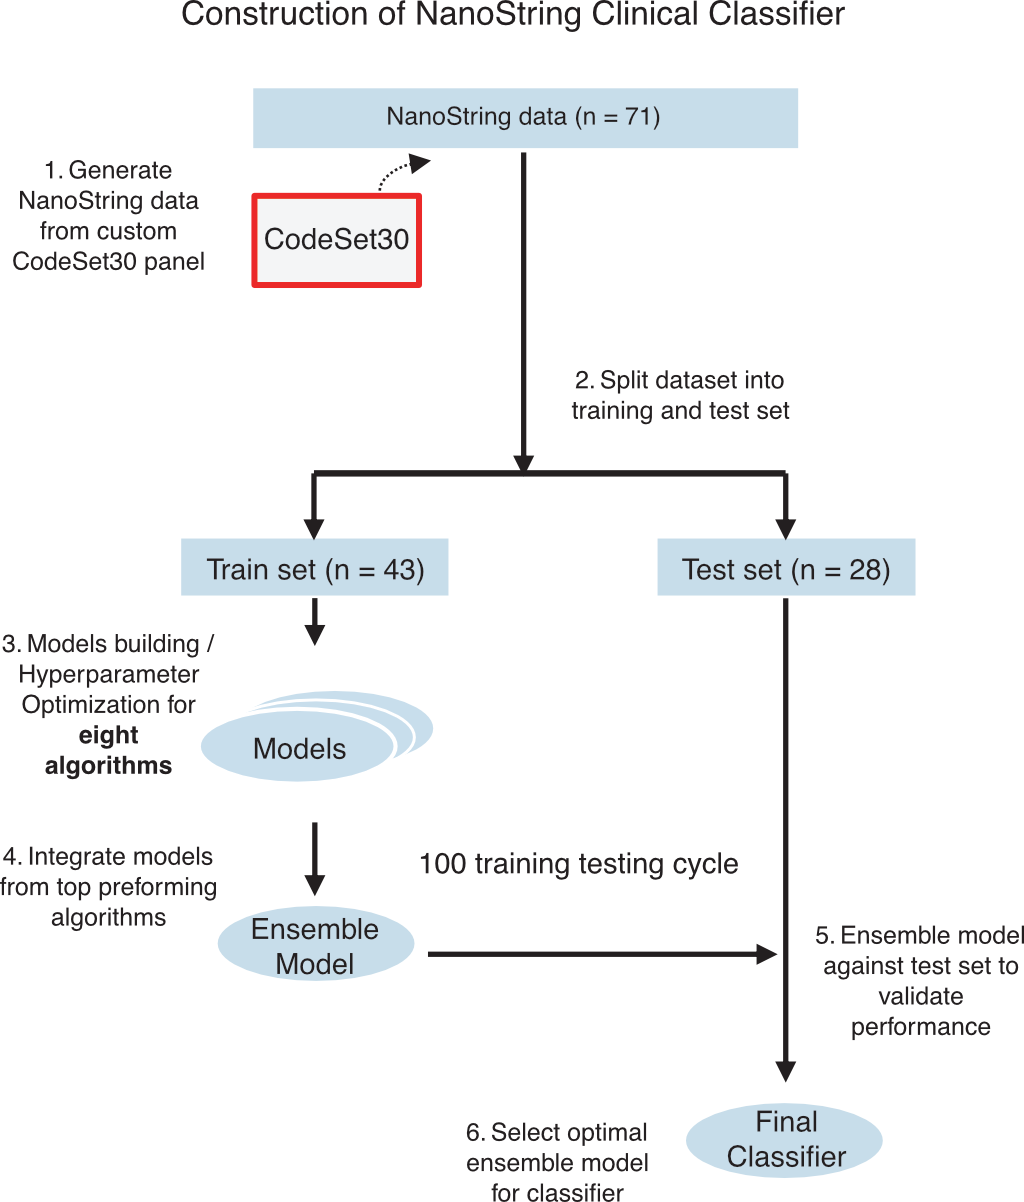 Construction of NanoString Clinical Classifier
NanoString data (n = 71)
1. Generate
NanoString data
from custom
CodeSet30 panel
CodeSet30
2. Split dataset into
training and test set
Train set (n = 43)
Test set (n = 28)
3. Models building /
Hyperparameter
Optimization for
eight
algorithms
Models
4. Integrate models
from top preforming
algorithms
100 training testing cycle
Ensemble
Model
5. Ensemble model
against test set to
validate
performance
6. Select optimal
ensemble model
for classifier
Final
Classifier